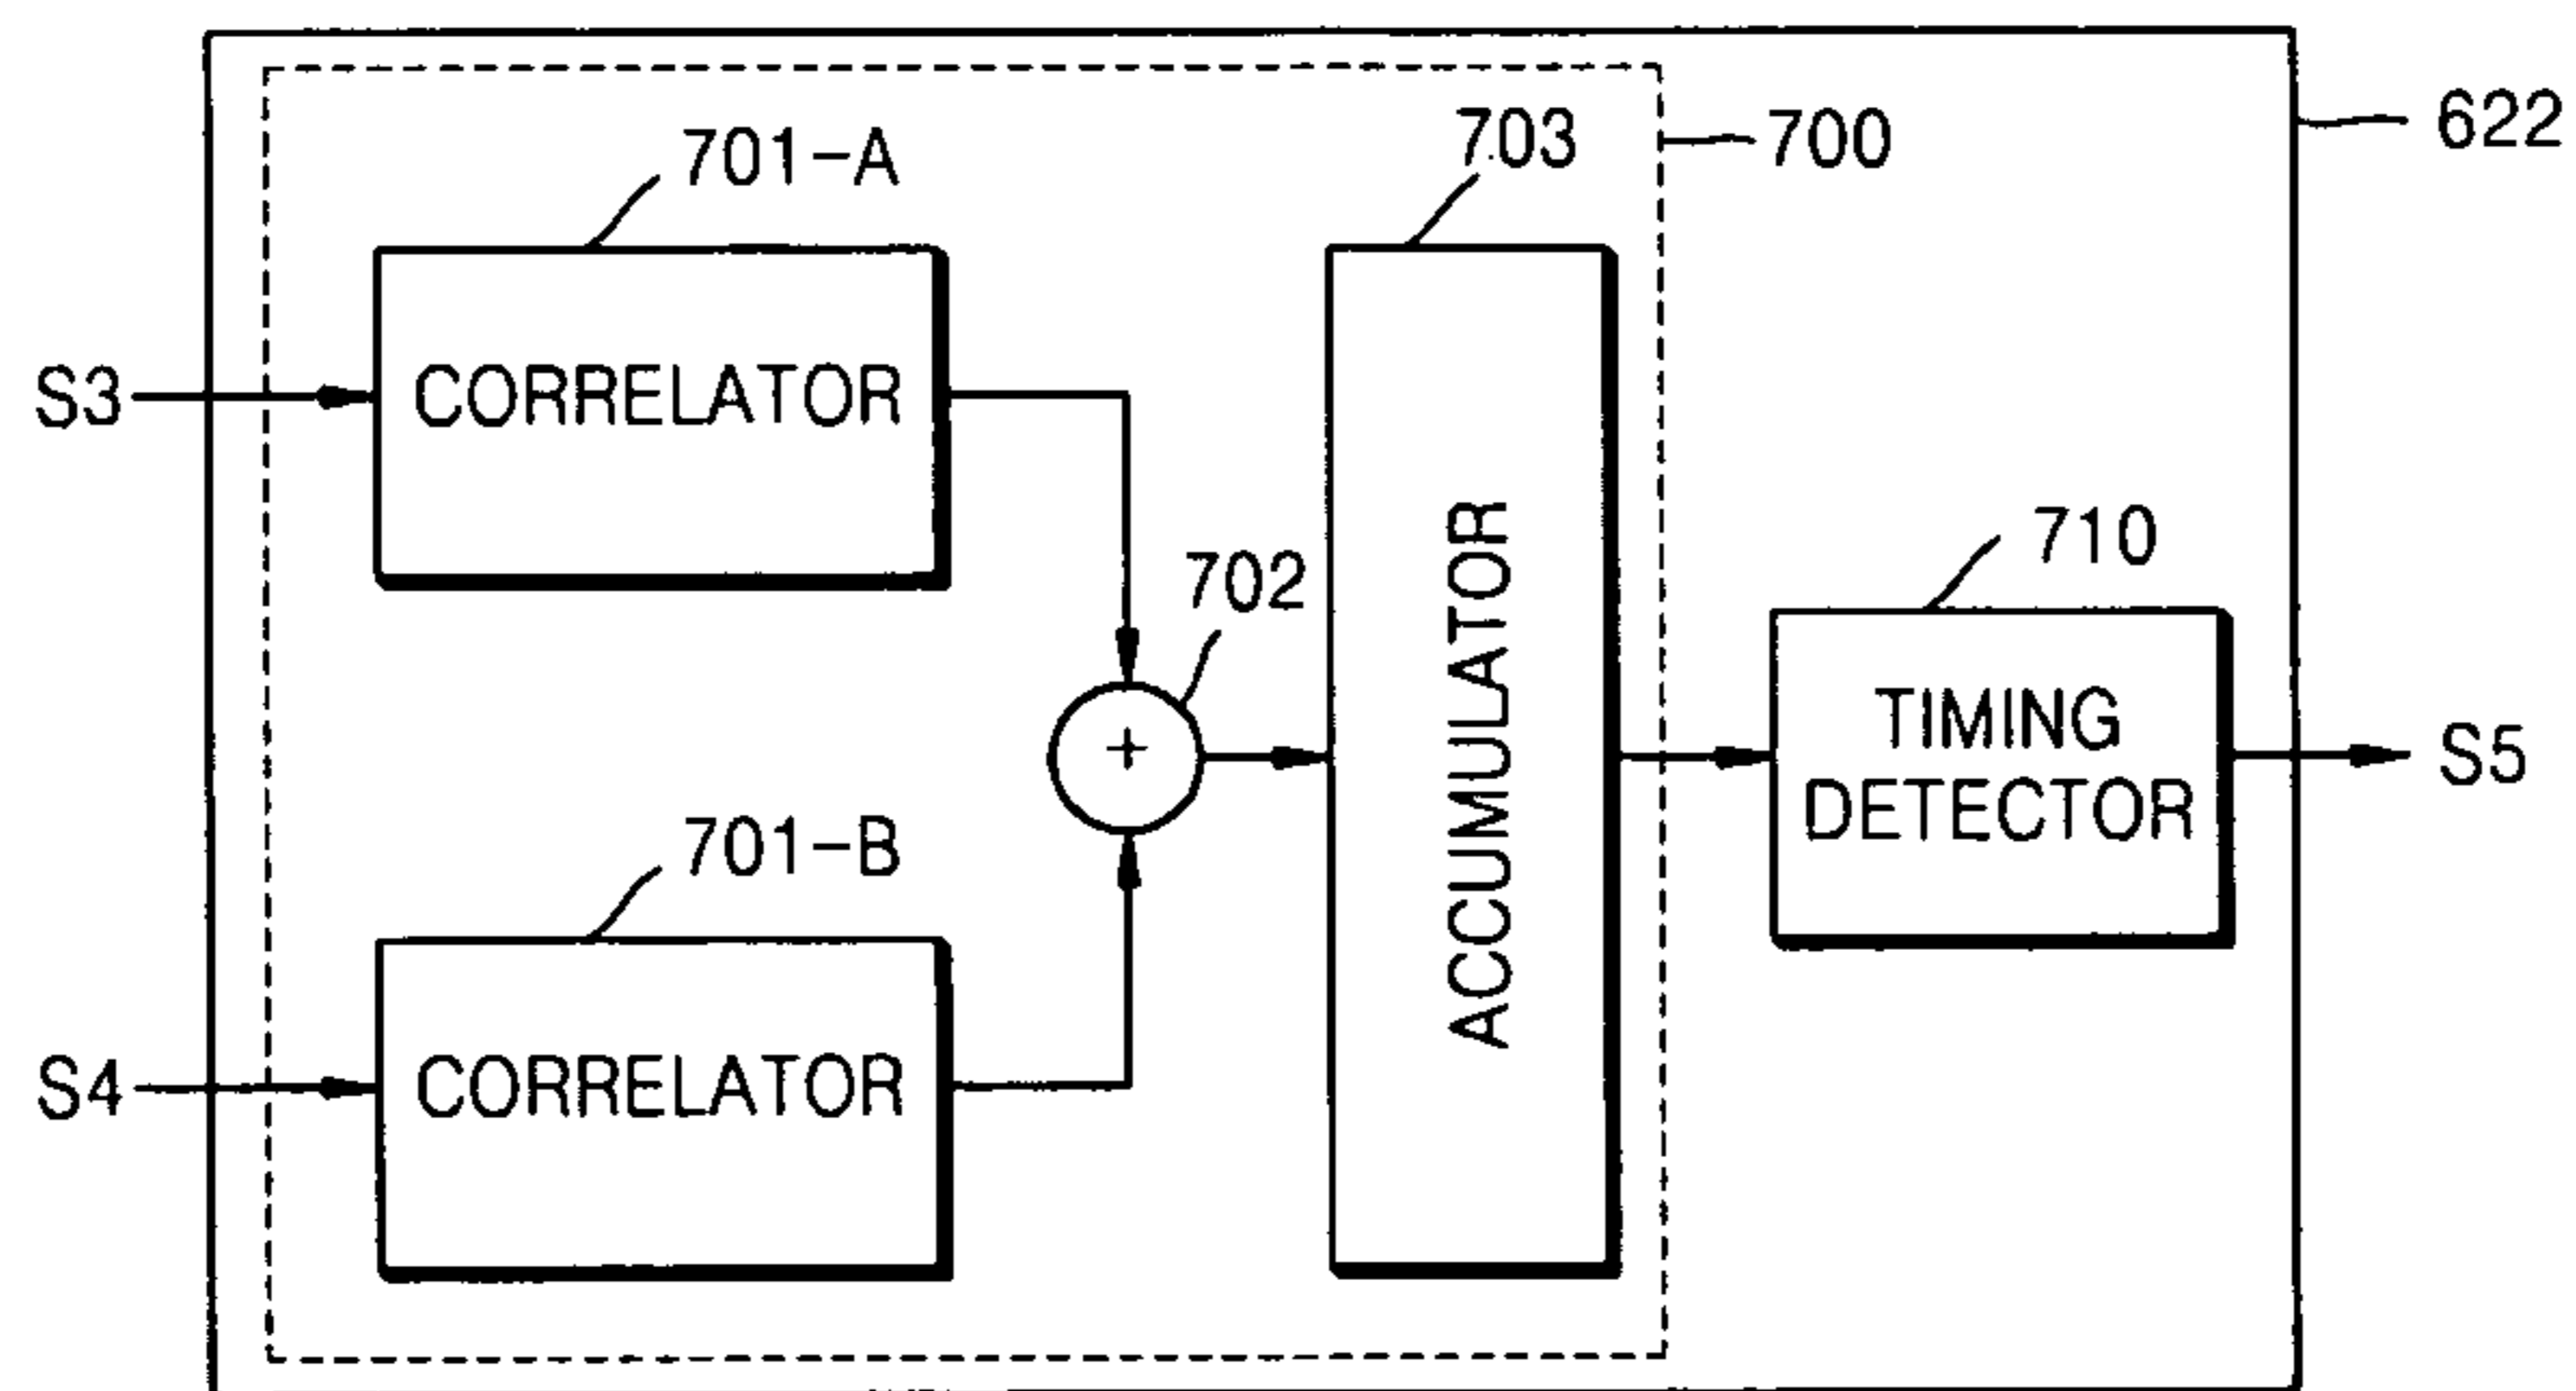 622
703
700
701-A
S3
CORRELATOR
702
710
ACCUMULATOR
TIMING
DETECTOR
S5
701-B
S4
CORRELATOR